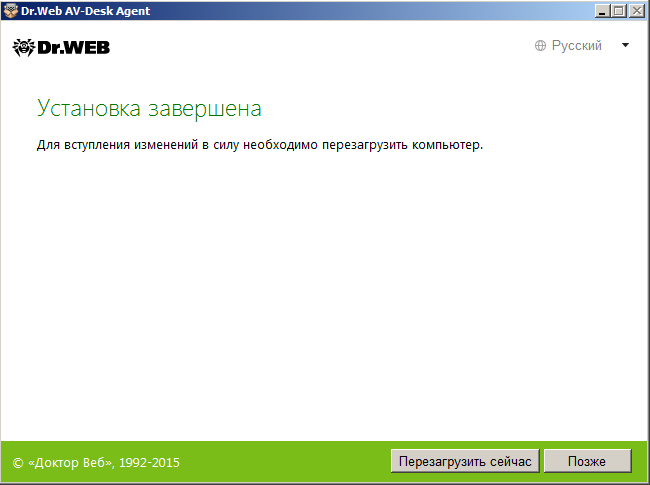 Dr.Web AV-Desk Agent
Dr.WEB
Русский
Установка завершена
Для вступления изменений в силу необходимо перезагрузить компьютер.
© «Доктор Веб», 1992-2015
Перезагрузить сейчас
Позже